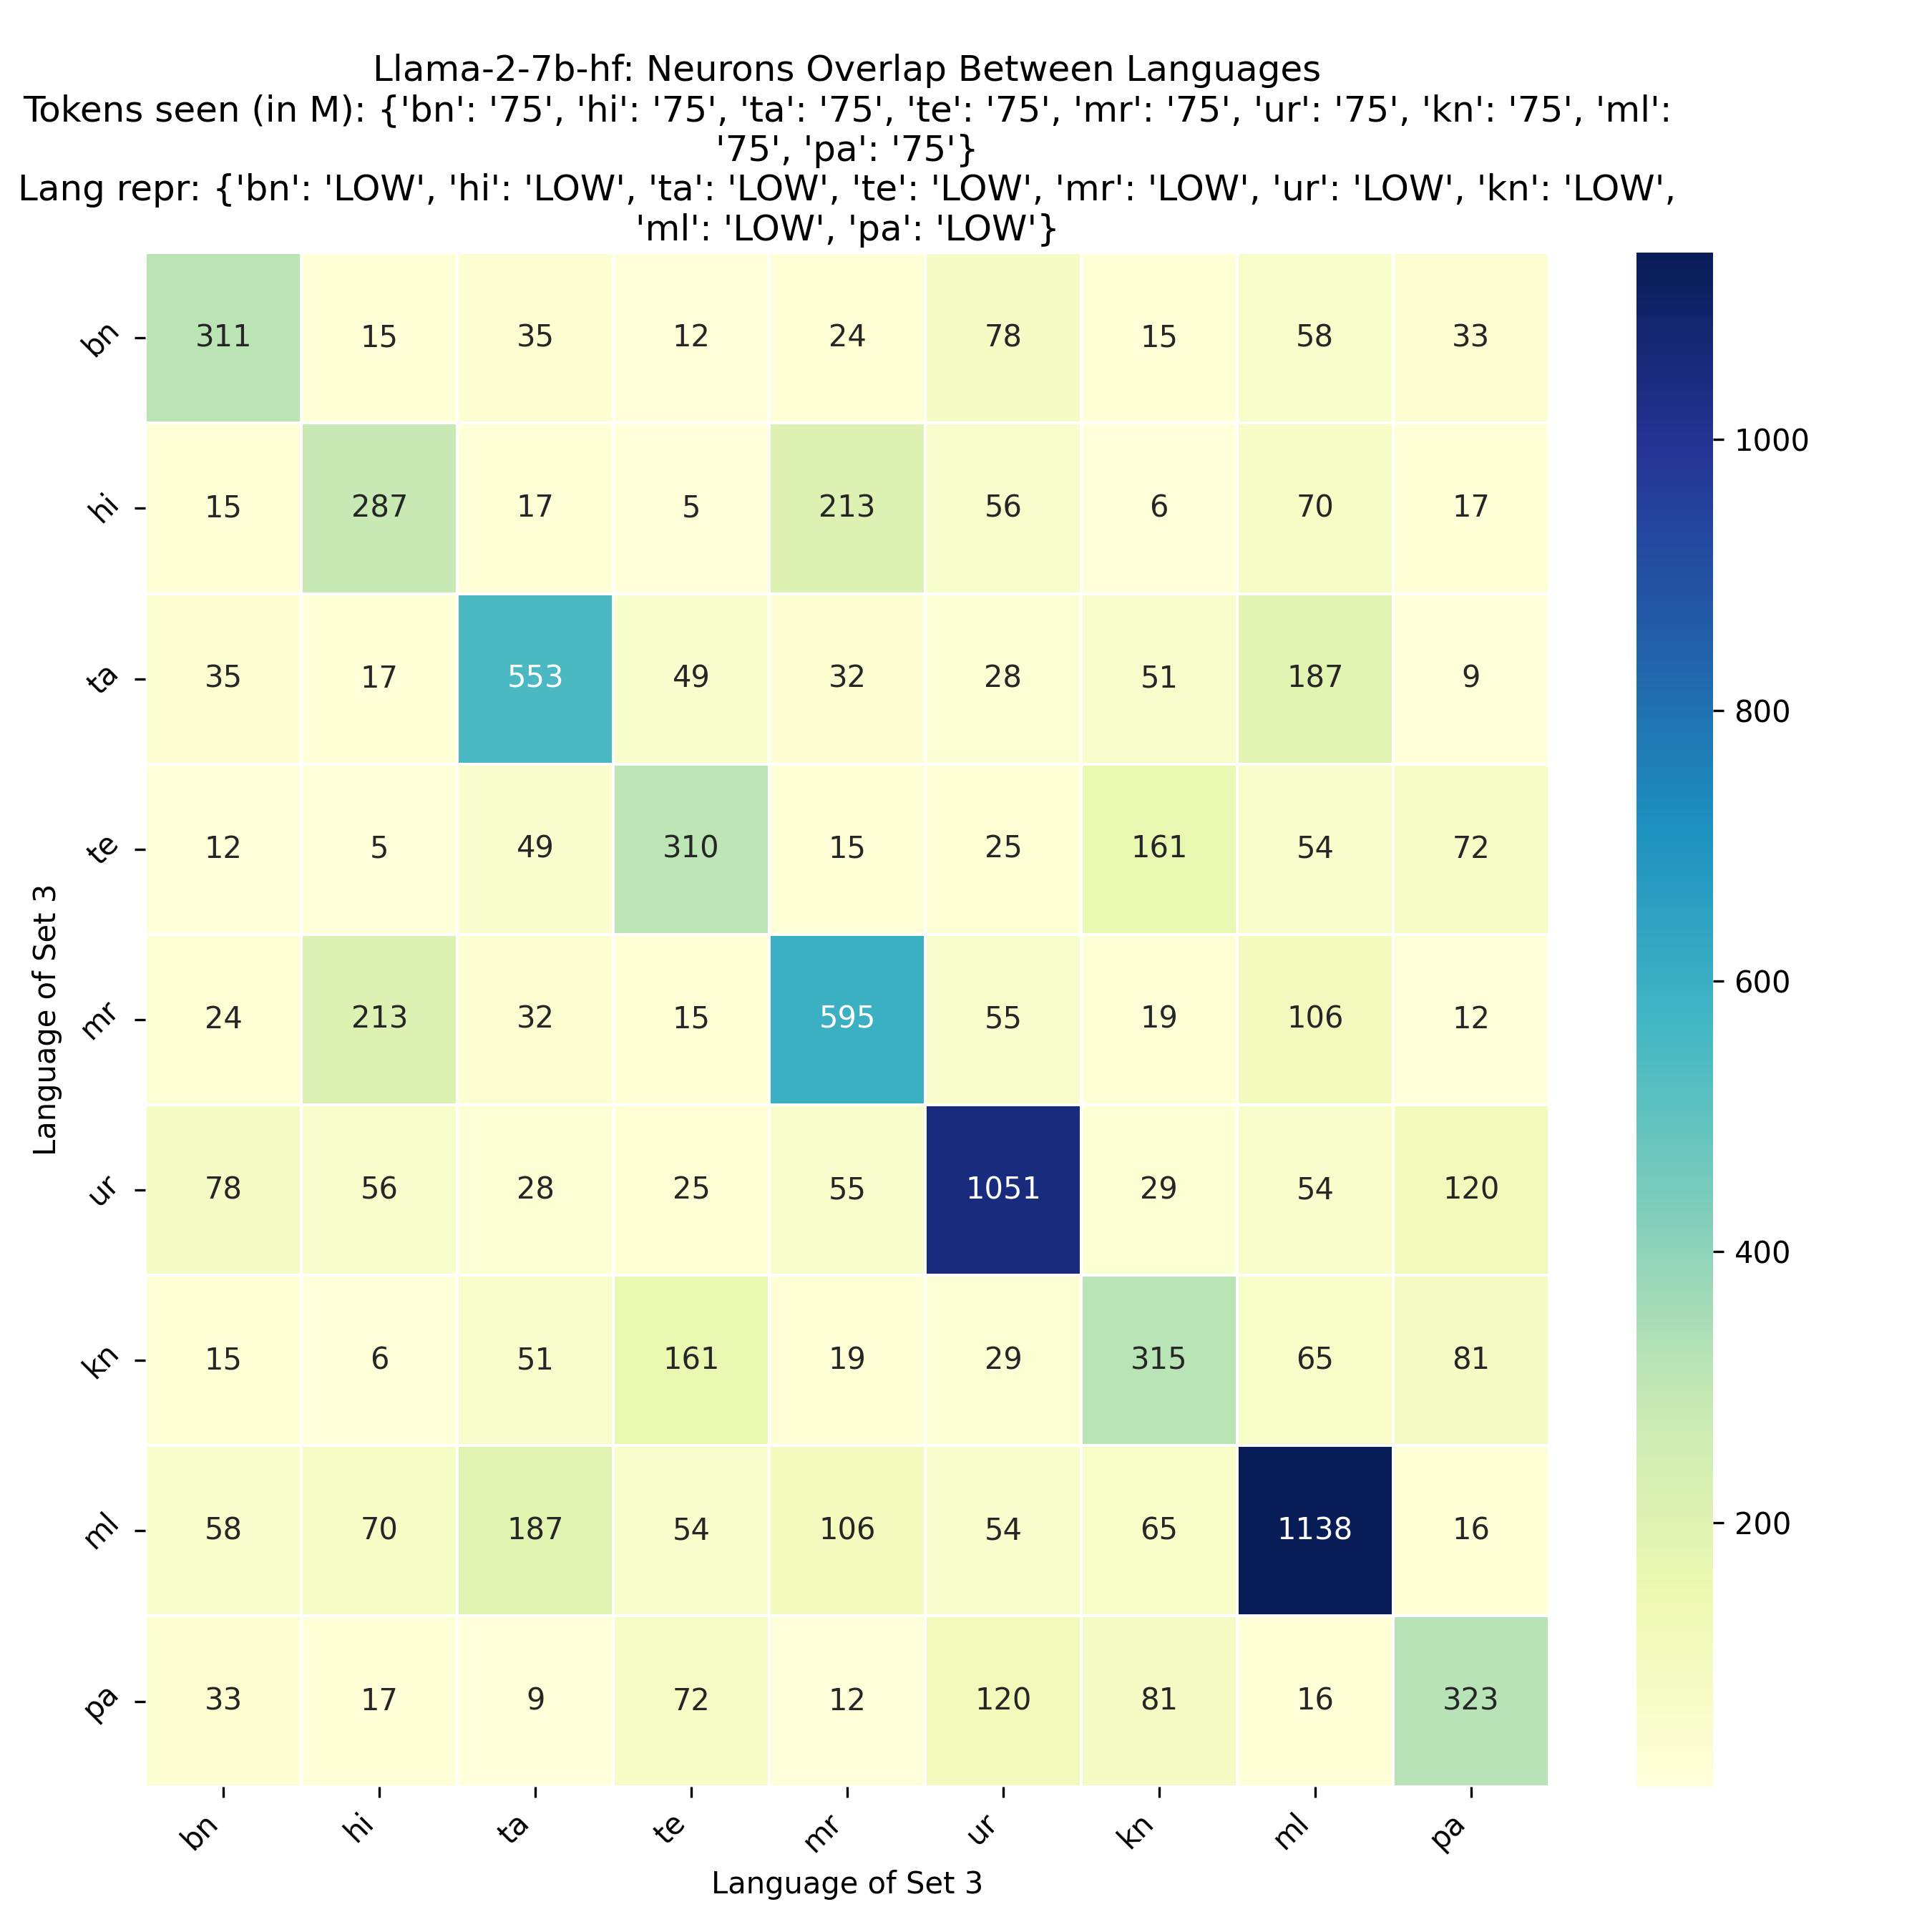 Llama-2-7b-hf: Neurons Overlap Between Languages
Tokens seen (in M): {'bn': '75', 'hi': '75', 'ta': '75', 'te': '75', 'mr': '75', 'ur': '75', 'kn': '75', 'ml':
'75', 'pa': '75'}
Lang repr: {'bn': 'LOW', 'hi': 'LOW', 'ta': 'LOW', 'te': 'LOW', 'mr': 'LOW', 'ur': 'LOW', 'kn': 'LOW',
'ml': 'LOW', 'pa': 'LOW'}
bn 311 15 35 12 24 78 15 58 33
hi 15 287 17 5 213 56 6 70 17
ta 35 17 553 49 32 28 51 187 9
te 12 5 49 310 15 25 161 54 72
mr 24 213 32 15 595 55 19 106 12
ur 78 56 28 25 55 1051 29 54 120
kn 15 6 51 161 19 29 315 65 81
ml 58 70 187 54 106 54 65 1138 16
pa 33 17 9 72 12 120 81 16 323
bn hi ta te mr ur kn ml pa
Language of Set 3
Language of Set 3
1000
800
600
400
200